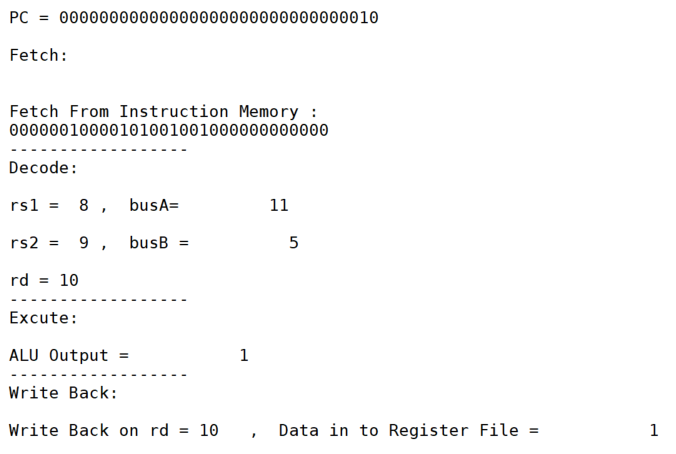 PC = 00000000000000000000000000000010
Fetch:
Fetch From Instruction Memory :
00000010000101001001000000000000
------------------
Decode:
rs1 =  8 ,  busA=         11
rs2 =  9 ,  busB =          5
rd = 10
------------------
Excute:
ALU Output =           1
------------------
Write Back:
Write Back on rd = 10   ,  Data in to Register File =           1